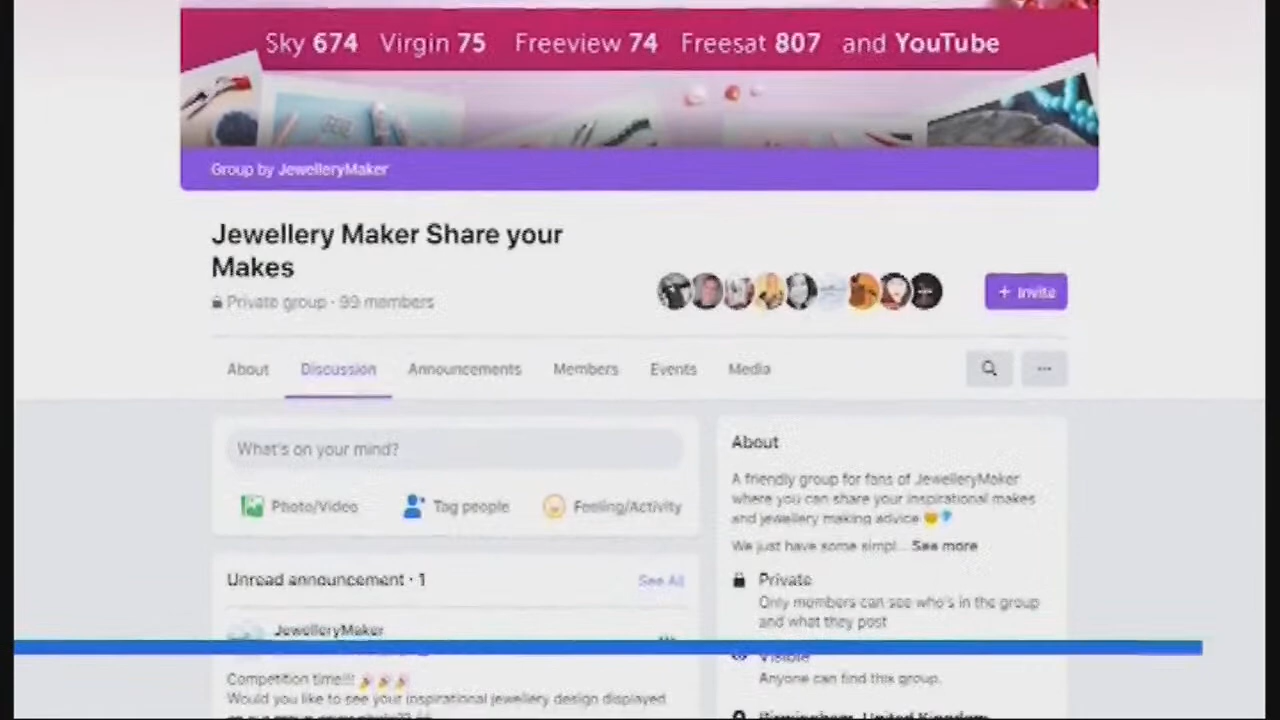 Sky 674 Virgin 75 Freeview 74 Freesat 807 and YouTube
Group by JewelleryMaker
Jewellery Maker Share your
Makes
Private group · 99 members
+ Invite
About Discussion Announcements Members Events Media
What's on your mind?
Photo/Video Tag people Feeling/Activity
Unread announcement · 1
See All
JewelleryMaker
Competition time!!!
Would you like to see your inspirational jewellery design displayed
About
A friendly group for fans of JewelleryMaker
where you can share your inspirational makes
and jewellery making advice
We just have some simpl... See more
Private
Only members can see who's in the group
and what they post
Visible
Anyone can find this group.
Birmingham, United Kingdom